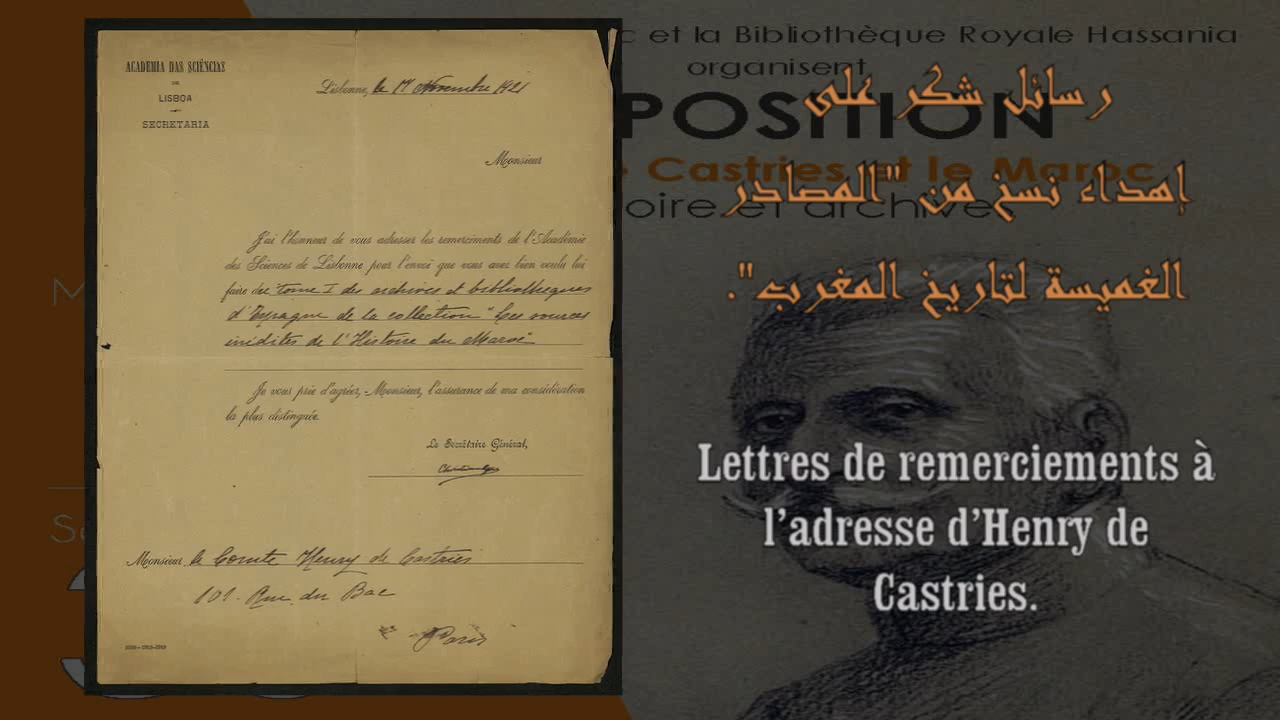 ACADEMIA DAS SCIÊNCIAS
DE
LISBOA
SECRETARIA
Lisbonne, le 17 Novembre 1921
Monsieur
J'ai l'honneur de vous adresser les remerciments de l'Académie
des Sciences de Lisbonne pour l'envoi que vous avez bien voulu lui
faire du tome I des archives et bibliothèques
d'Espagne de la collection "Les sources
inédites de l'Histoire du Maroc"
Je vous prie d'agréer, Monsieur, l'assurance de ma considération
la plus distinguée.
Le Secrétaire Général,
Monsieur le Comte Henry de Castries
101. Rue du Bac
Paris
c et la Bibliothèque Royale Hassania
organisent
POSITION
e Castries et le Maroc
oire et archive
رسائل شكر على
إهداء نسخ من "المصادر
الغميسة لتاريخ المغرب".
Lettres de remerciements à
l'adresse d'Henry de
Castries.